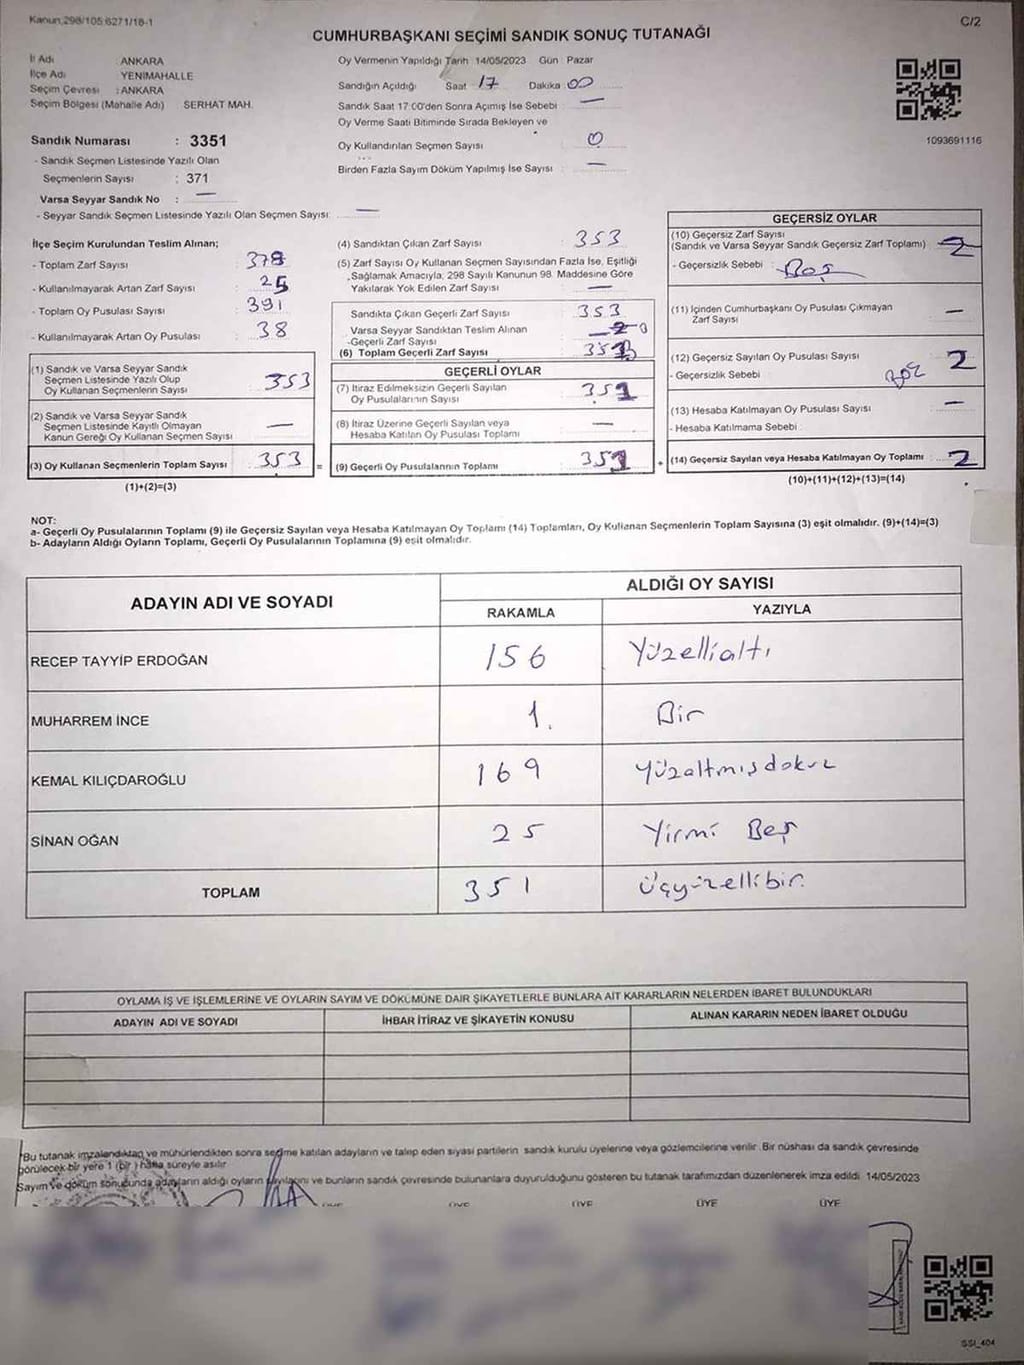 Kanun,298/105,6271/18-1
C/2
CUMHURBAŞKANI SEÇİMİ SANDIK SONUÇ TUTANAĞI
İl Adı ANKARA
İlçe Adı : YENİMAHALLE
Seçim Çevresi : ANKARA
Seçim Bölgesi (Mahalle Adı) SERHAT MAH.
Sandık Numarası : 3351
- Sandık Seçmen Listesinde Yazılı Olan
Seçmenlerin Sayısı : 371
Varsa Seyyar Sandık No : —
- Seyyar Sandık Seçmen Listesinde Yazılı Olan Seçmen Sayısı: —
Oy Vermenin Yapıldığı Tarih 14/05/2023 Gün Pazar
Sandığın Açıldığı Saat 17 Dakika 00
Sandık Saat 17:00'den Sonra Açımış İse Sebebi : —
Oy Verme Saati Bitiminde Sırada Bekleyen ve
Oy Kullandırılan Seçmen Sayısı : 0
Birden Fazla Sayım Döküm Yapılmış İse Sayısı : —
1093691116
İlçe Seçim Kurulundan Teslim Alınan;
- Toplam Zarf Sayısı : 378
- Kullanılmayarak Artan Zarf Sayısı : 25
- Toplam Oy Pusulası Sayısı : 391
- Kullanılmayarak Artan Oy Pusulası : 38
(1) Sandık ve Varsa Seyyar Sandık
Seçmen Listesinde Yazılı Olup
Oy Kullanan Seçmenlerin Sayısı : 353
(2) Sandık ve Varsa Seyyar Sandık
Seçmen Listesinde Kayıtlı Olmayan
Kanun Gereği Oy Kullanan Seçmen Sayısı : —
(3) Oy Kullanan Seçmenlerin Toplam Sayısı : 353 =
(1)+(2)=(3)
(4) Sandıktan Çıkan Zarf Sayısı : 353
(5) Zarf Sayısı Oy Kullanan Seçmen Sayısından Fazla İse, Eşitliği
Sağlamak Amacıyla, 298 Sayılı Kanunun 98. Maddesine Göre
Yakılarak Yok Edilen Zarf Sayısı : —
Sandıkta Çıkan Geçerli Zarf Sayısı : 353
Varsa Seyyar Sandıktan Teslim Alınan
-Geçerli Zarf Sayısı 0
(6) Toplam Geçerli Zarf Sayısı : 353
GEÇERLİ OYLAR
(7) İtiraz Edilmeksizin Geçerli Sayılan
Oy Pusulalarının Sayısı : 351
(8) İtiraz Üzerine Geçerli Sayılan veya
Hesaba Katılan Oy Pusulası Toplamı : —
(9) Geçerli Oy Pusulalarının Toplamı : 351 +
GEÇERSİZ OYLAR
(10) Geçersiz Zarf Sayısı
(Sandık ve Varsa Seyyar Sandık Geçersiz Zarf Toplamı) : 2
- Geçersizlik Sebebi : Boş
(11) İçinden Cumhurbaşkanı Oy Pusulası Çıkmayan
Zarf Sayısı —
(12) Geçersiz Sayılan Oy Pusulası Sayısı : 2
- Geçersizlik Sebebi : Boş
(13) Hesaba Katılmayan Oy Pusulası Sayısı : —
- Hesaba Katılmama Sebebi :
(14) Geçersiz Sayılan veya Hesaba Katılmayan Oy Toplamı : 2
(10)+(11)+(12)+(13)=(14)
NOT:
a- Geçerli Oy Pusulalarının Toplamı (9) ile Geçersiz Sayılan veya Hesaba Katılmayan Oy Toplamı (14) Toplamları, Oy Kullanan Seçmenlerin Toplam Sayısına (3) eşit olmalıdır. (9)+(14)=(3)
b- Adayların Aldığı Oyların Toplamı, Geçerli Oy Pusulalarının Toplamına (9) eşit olmalıdır.
ADAYIN ADI VE SOYADI ALDIĞI OY SAYISI
RAKAMLA YAZIYLA
RECEP TAYYİP ERDOĞAN 156 Yüzellialtı
MUHARREM İNCE 1. Bir
KEMAL KILIÇDAROĞLU 169 Yüzaltmışdokuz
SİNAN OĞAN 25 Yirmi Beş
TOPLAM 351 Üçyüzellibir.
OYLAMA İŞ VE İŞLEMLERİNE VE OYLARIN SAYIM VE DÖKÜMÜNE DAİR ŞİKAYETLERLE BUNLARA AİT KARARLARIN NELERDEN İBARET BULUNDUKLARI
ADAYIN ADI VE SOYADI İHBAR İTİRAZ VE ŞİKAYETİN KONUSU ALINAN KARARIN NEDEN İBARET OLDUĞU
*Bu tutanak imzalandıktan ve mühürlendikten sonra seçime katılan adayların ve talep eden siyasi partilerin sandık kurulu üyelerine veya gözlemcilerine verilir. Bir nüshası da sandık çevresinde
görülecek bir yere 1 (bir ) hafta süreyle asılır
Sayım ve döküm sonucunda adayların aldığı oyların sayılarını ve bunların sandık çevresinde bulunanlara duyurulduğunu gösteren bu tutanak tarafımızdan düzenlenerek imza edildi. 14/05/2023
ÜYE ÜYE ÜYE ÜYE ÜYE
SSİ_404